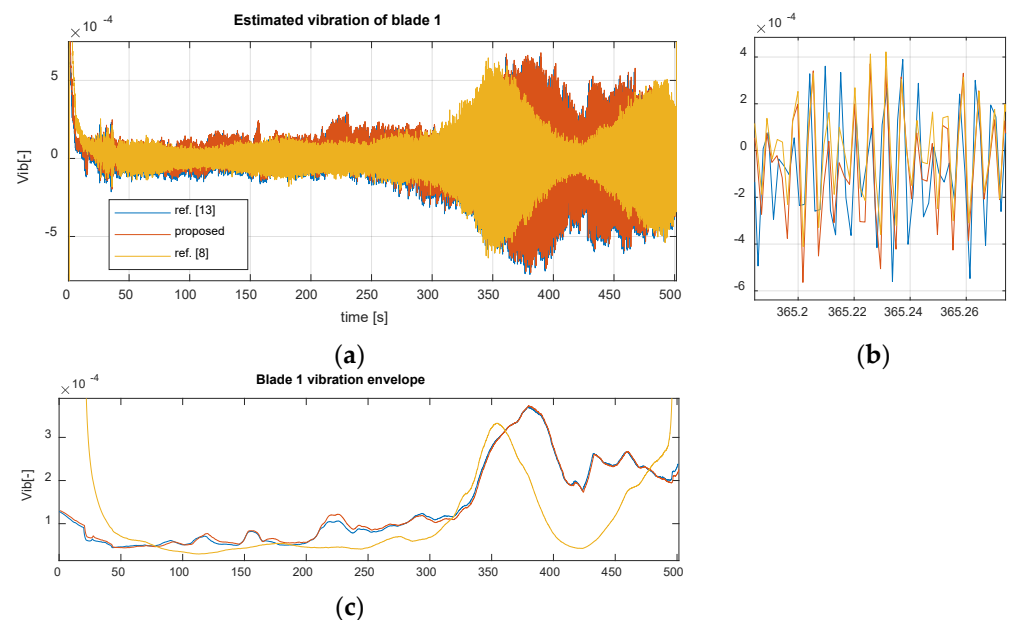 Estimated vibration of blade 1
× 10 -4
5
0
-5
Vib[-]
ref. [13]
proposed
ref. [8]
0 50 100 150 200 250 300 350 400 450 500
time [s]
(a)
× 10 -4
4
2
0
-2
-4
-6
365.2 365.22 365.24 365.26
(b)
Blade 1 vibration envelope
× 10 -4
3
2
1
Vib[-]
0 50 100 150 200 250 300 350 400 450 500
(c)